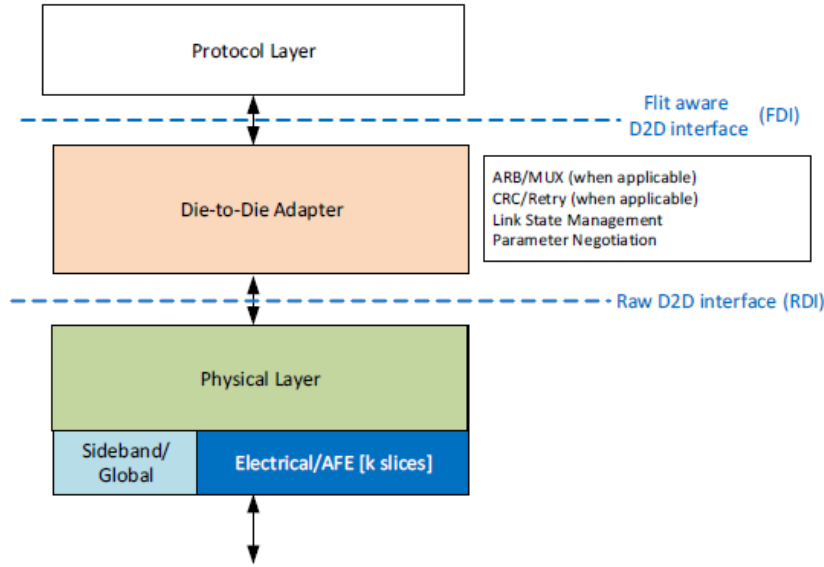 Protocol Layer
Flit aware
D2D interface (FDI)
Die-to-Die Adapter
ARB/MUX (when applicable)
CRC/Retry (when applicable)
Link State Management
Parameter Negotiation
Raw D2D interface (RDI)
Physical Layer
Sideband/
Global
Electrical/AFE [k slices]